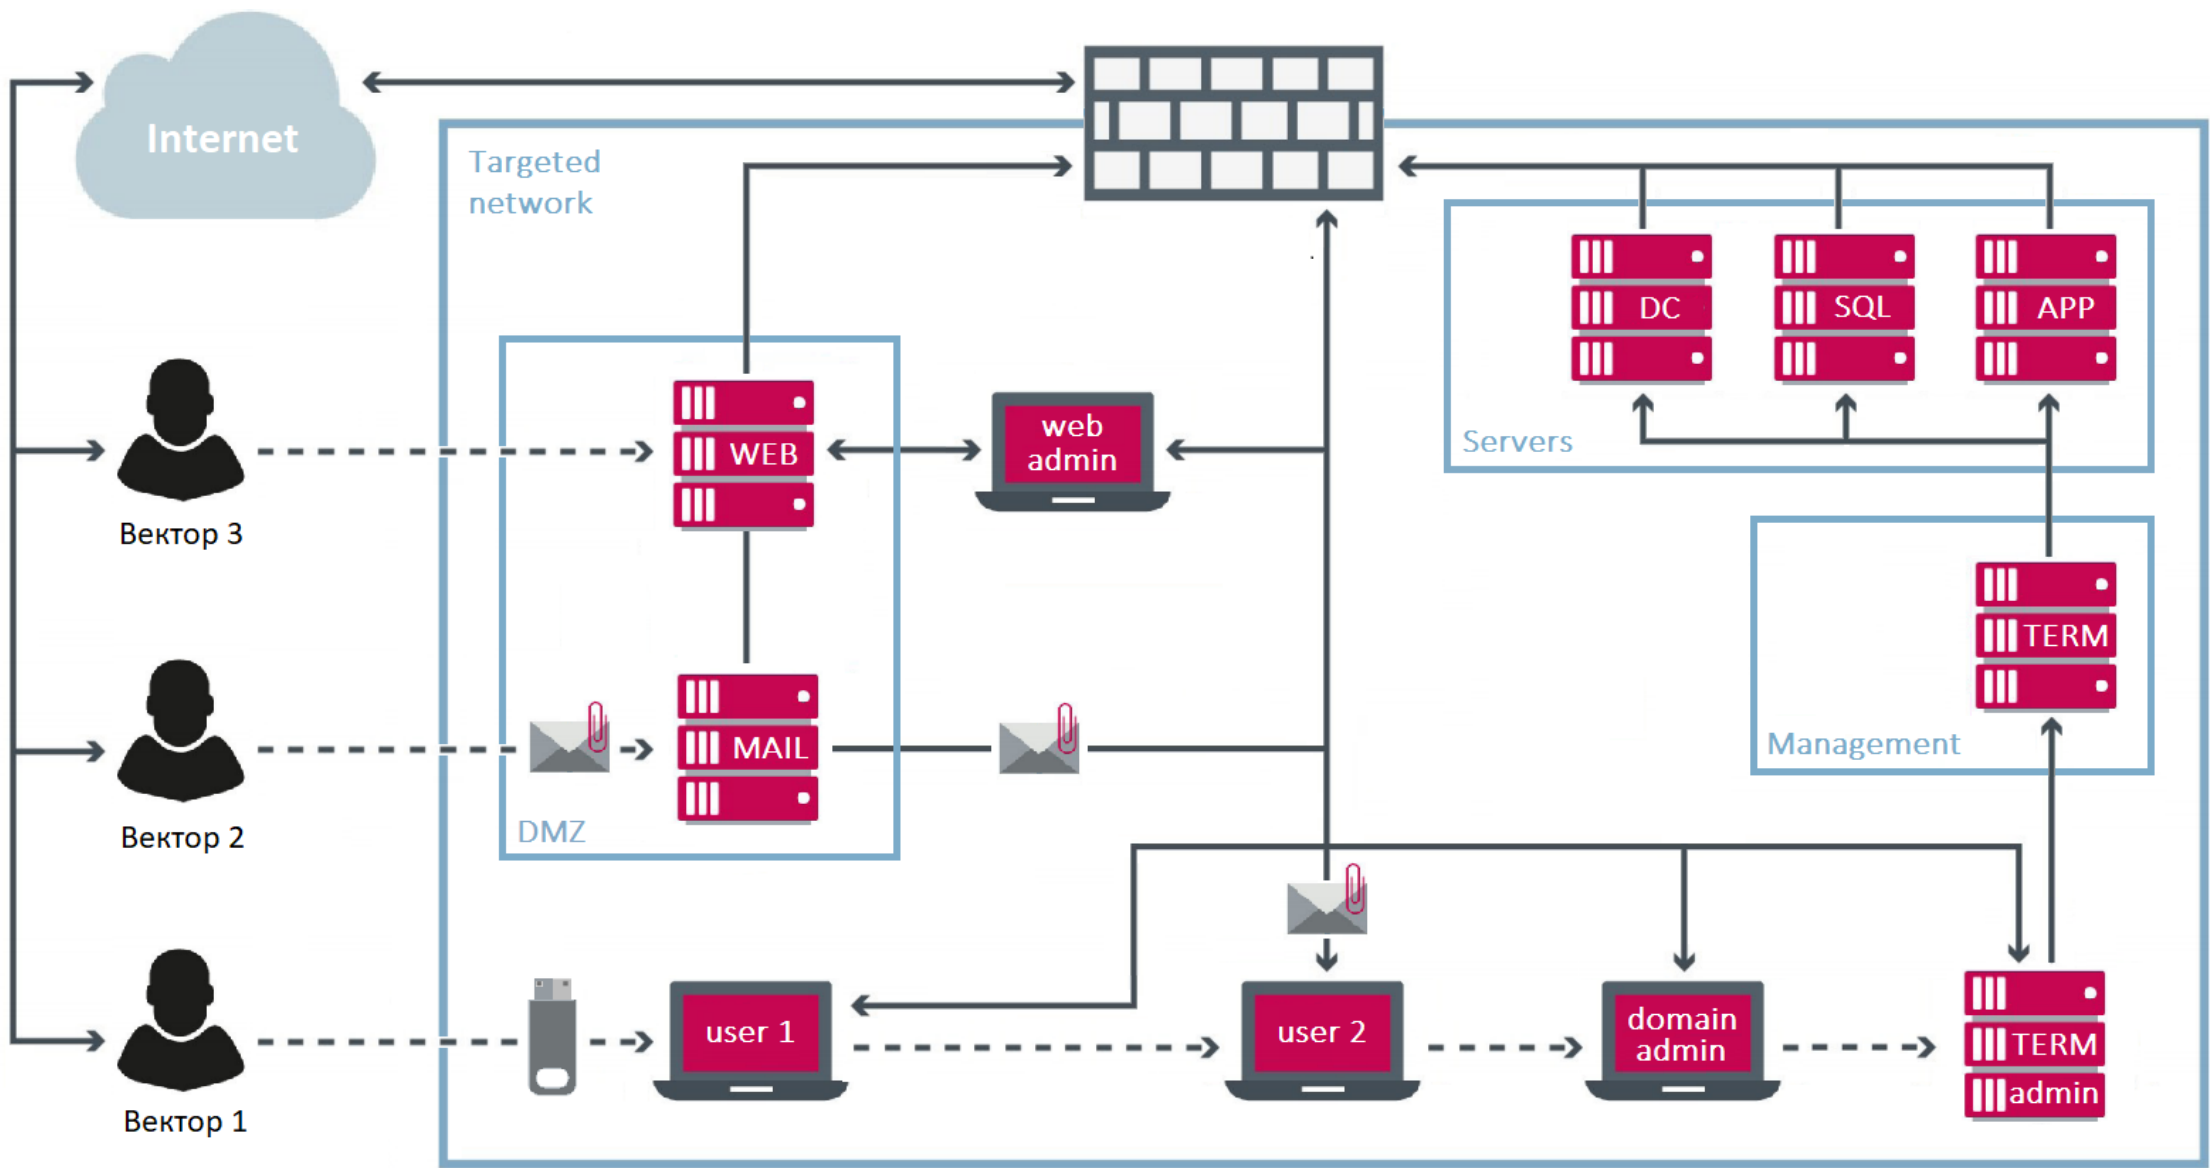 Internet
Targeted
network
DC
SQL
APP
Servers
web
admin
WEB
Вектор 3
TERM
Management
MAIL
DMZ
Вектор 2
user 1
user 2
domain
admin
TERM
admin
Вектор 1